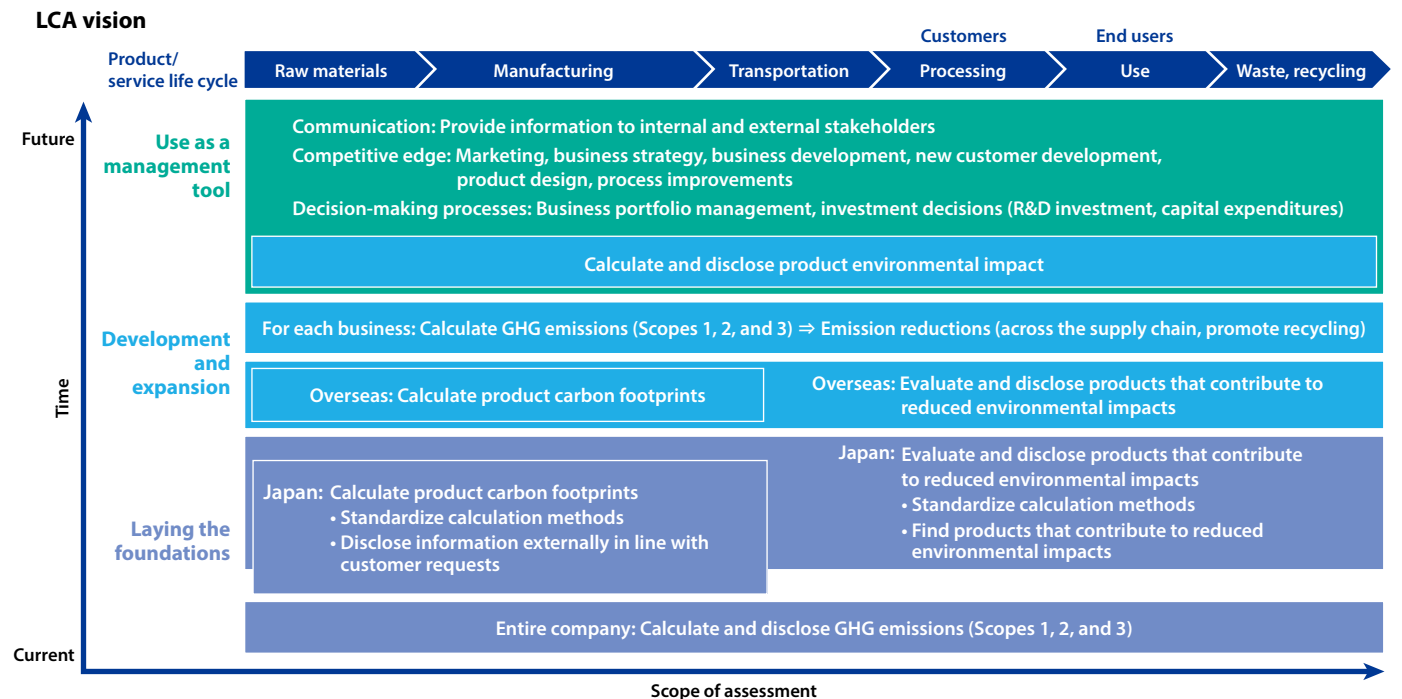 LCA vision
Customers
End users
Product/
service life cycle
Raw materials
Manufacturing
Transportation
Processing
Use
Waste, recycling
Future
Use as a
management
tool
Communication: Provide information to internal and external stakeholders
Competitive edge: Marketing, business strategy, business development, new customer development,
product design, process improvements
Decision-making processes: Business portfolio management, investment decisions (R&D investment, capital expenditures)
Calculate and disclose product environmental impact
Development
and
expansion
For each business: Calculate GHG emissions (Scopes 1, 2, and 3) ⇒ Emission reductions (across the supply chain, promote recycling)
Overseas: Calculate product carbon footprints
Overseas: Evaluate and disclose products that contribute to
reduced environmental impacts
Time
Laying the
foundations
Japan: Calculate product carbon footprints
• Standardize calculation methods
• Disclose information externally in line with
customer requests
Japan: Evaluate and disclose products that contribute
to reduced environmental impacts
• Standardize calculation methods
• Find products that contribute to reduced
environmental impacts
Entire company: Calculate and disclose GHG emissions (Scopes 1, 2, and 3)
Current
Scope of assessment